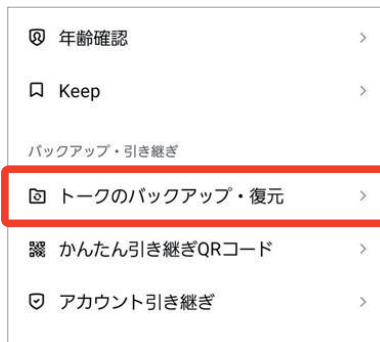 年齢確認
Keep
バックアップ・引き継ぎ
トークのバックアップ・復元
かんたん引き継ぎQRコード
アカウント引き継ぎ